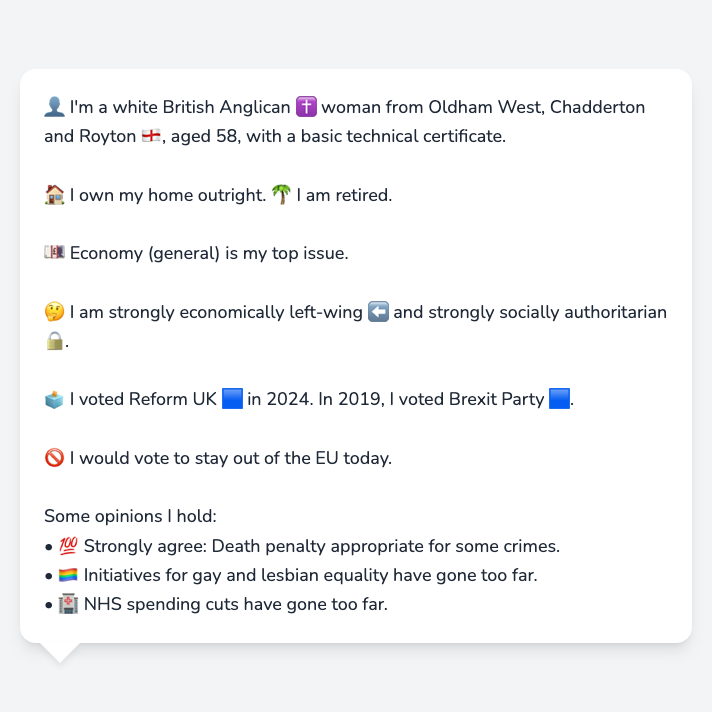 👤 I'm a white British Anglican ✝️ woman from Oldham West, Chadderton
and Royton 🏴󠁧󠁢󠁥󠁮󠁧󠁿, aged 58, with a basic technical certificate.
🏠 I own my home outright. 🌴 I am retired.
💷 Economy (general) is my top issue.
🤔 I am strongly economically left-wing ⬅️ and strongly socially authoritarian
🔒.
🗳️ I voted Reform UK 🟦 in 2024. In 2019, I voted Brexit Party 🟦.
🚫 I would vote to stay out of the EU today.
Some opinions I hold:
• 💯 Strongly agree: Death penalty appropriate for some crimes.
• 🏳️‍🌈 Initiatives for gay and lesbian equality have gone too far.
• 🏥 NHS spending cuts have gone too far.